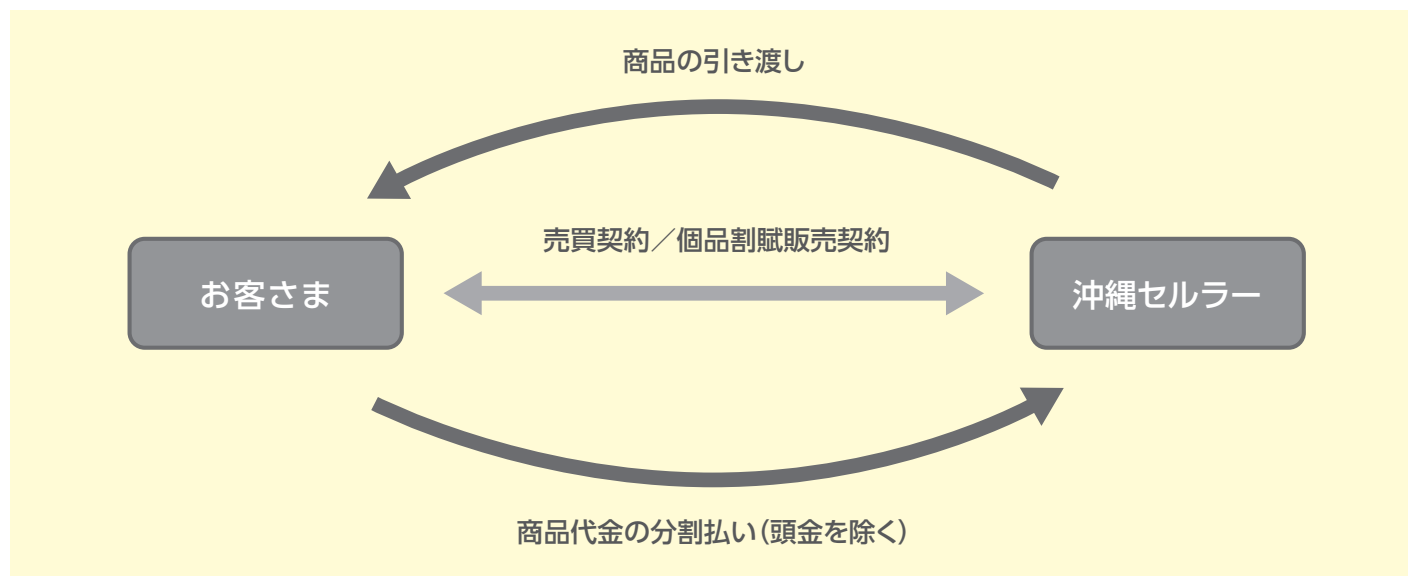 商品の引き渡し
売買契約／個品割賦販売契約
お客さま
沖縄セルラー
商品代金の分割払い（頭金を除く）